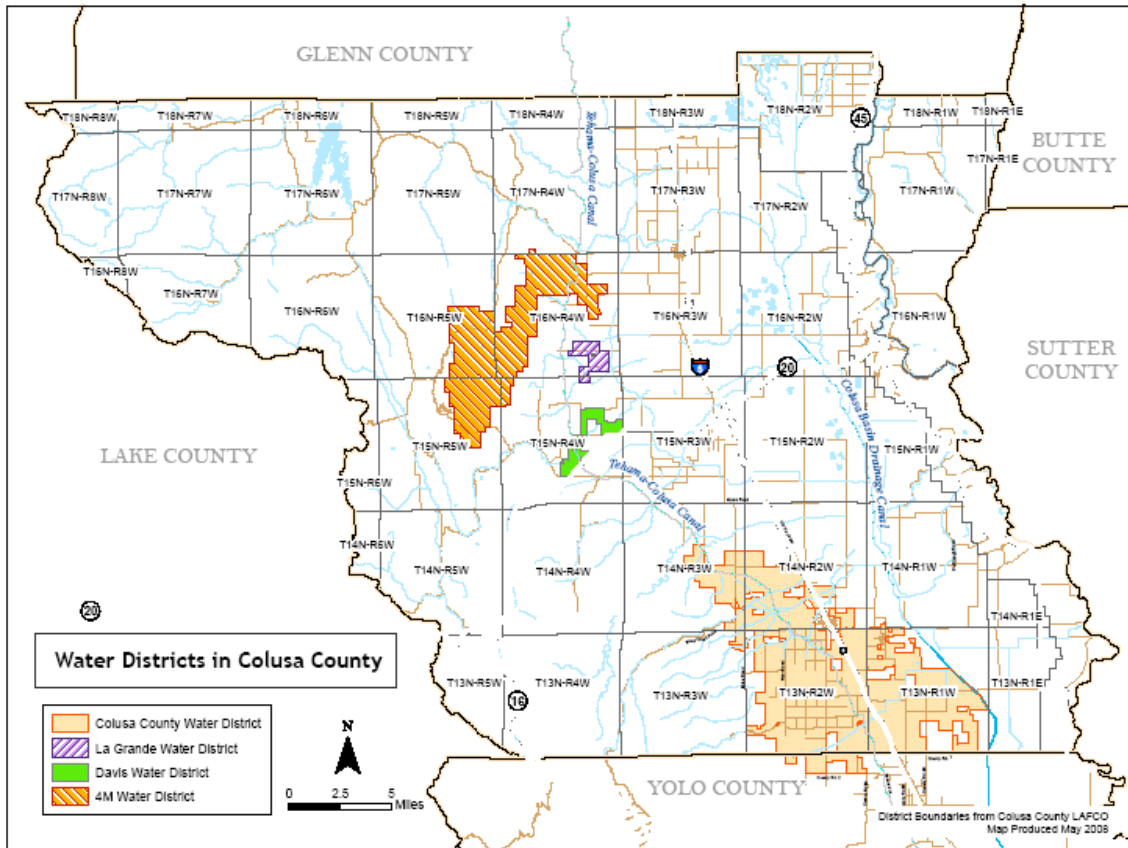 GLENN COUNTY
T18N-R8W
T18N-R7W
T18N-R6W
T18N-R5W
T18N-R4W
T18N-R3W
T18N-R2W
45
T18N-R1W
T18N-R1E
Tehama-Colusa Canal
BUTTE
COUNTY
T17N-R1E
T17N-R8W
T17N-R7W
T17N-R6W
T17N-R5W
T17N-R4W
T17N-R3W
T17N-R2W
T17N-R1W
T16N-R8W
T16N-R7W
T16N-R6W
T16N-R5W
T16N-R4W
T16N-R3W
T16N-R2W
T16N-R1W
SUTTER
COUNTY
20
Colusa Basin Drainage Canal
LAKE COUNTY
T15N-R6W
T15N-R5W
T15N-R4W
T15N-R3W
T15N-R2W
T15N-R1W
Tehama-Colusa Canal
T14N-R6W
T14N-R5W
T14N-R4W
T14N-R3W
T14N-R2W
T14N-R1W
T14N-R1E
20
Water Districts in Colusa County
T13N-R5W
T13N-R4W
T13N-R3W
T13N-R2W
T13N-R1W
T13N-R1E
16
Colusa County Water District
La Grande Water District
Davis Water District
4M Water District
N
0 2.5 5
Miles
YOLO COUNTY
District Boundaries from Colusa County LAFCO
Map Produced May 2008